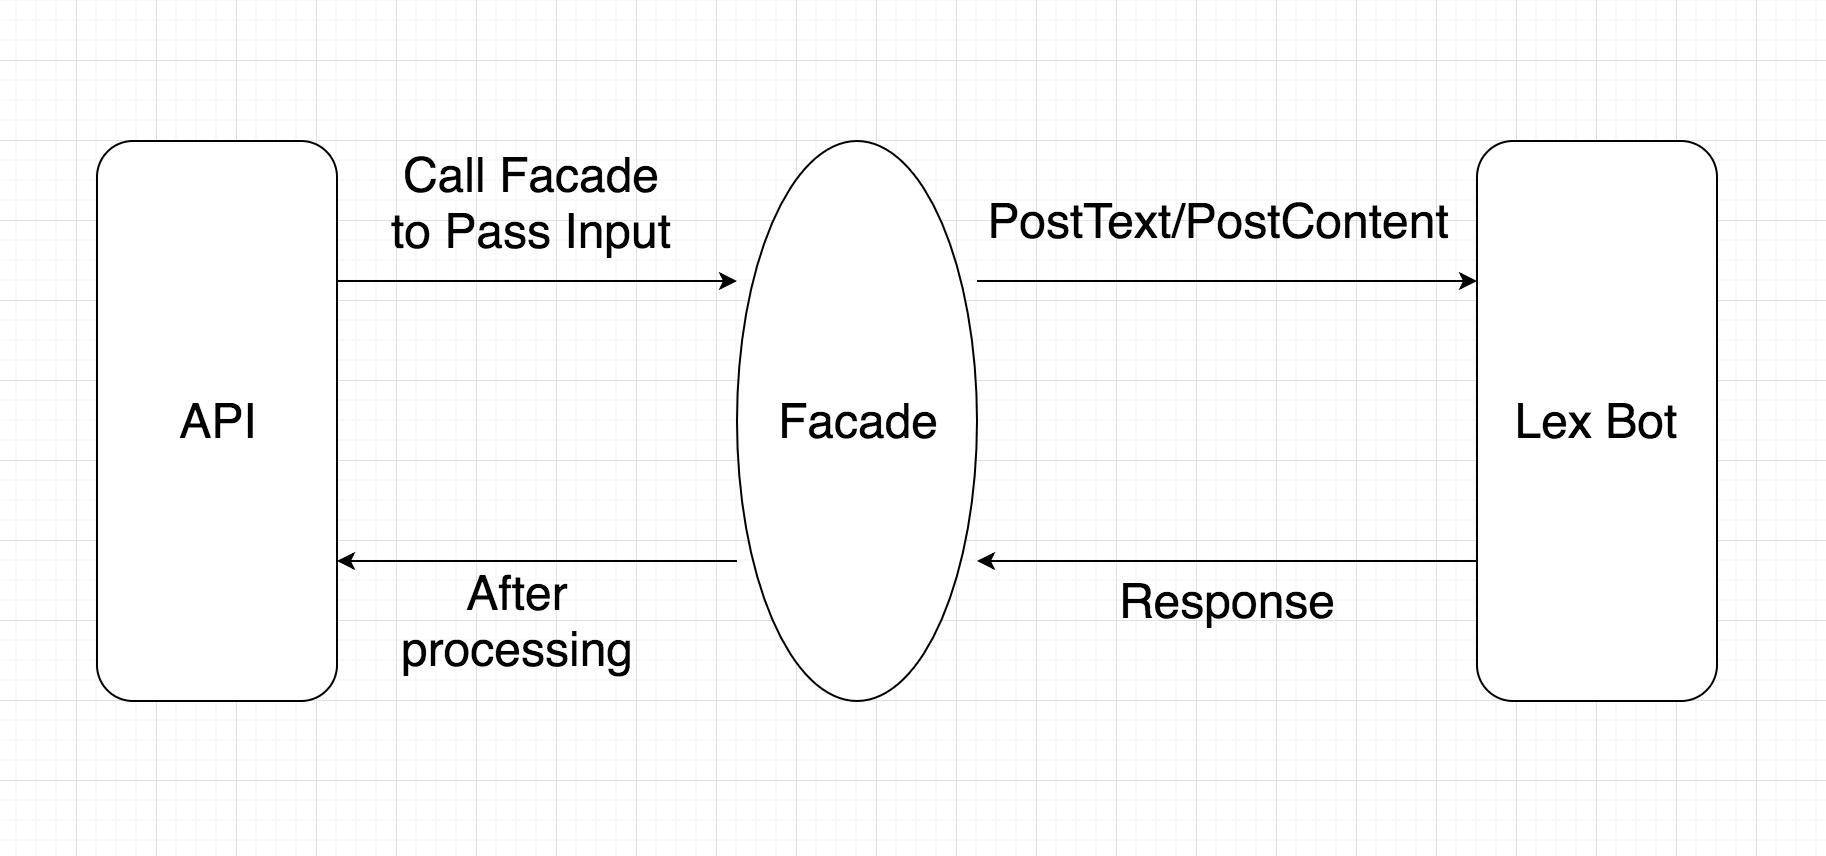 Call Facade
to Pass Input
PostText/PostContent
API
Facade
Lex Bot
After
processing
Response